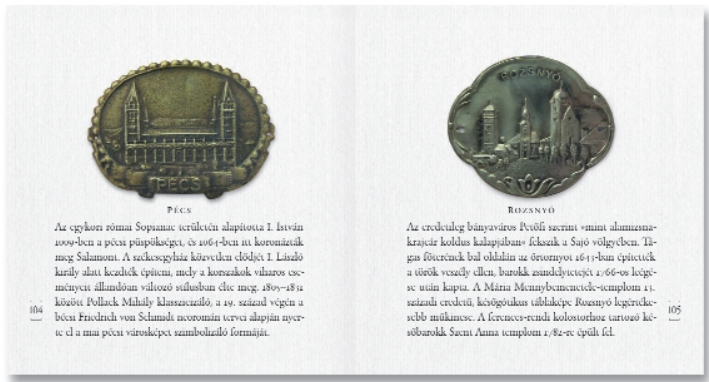 PÉCS
PÉCS
Az egykori római Sopianae területén alapította I. István
1009-ben a pécsi püspökséget, és 1064-ben itt koronázták
meg Salamont. A székesegyház közvetlen elődjét I. László
király alatt kezdték építeni, mely a korszakok viharos ese-
ményeit állandóan változó stílusban élte meg. 1805–1831
között Pollack Mihály klasszicizáló, a 19. század végén a
bécsi Friedrich von Schmidt neoromán tervei alapján nyer-
te el a mai pécsi városképet szimbolizáló formáját.
104
ROZSNYÓ
ROZSNYÓ
Az eredetileg bányaváros Petőfi szerint »mint alamizsna-
krajcár koldus kalapjában« fekszik a Sajó völgyében. Tá-
gas főterének bal oldalán az őrtornyot 1643-ban építették
a török veszély ellen, barokk zsindelytetejét 1766-os leégé-
se után kapta. A Mária Mennybemenetele-templom 15.
századi eredetű, későgótikus táblaképe Rozsnyó legértéke-
sebb műkincse. A ferences-rendi kolostorhoz tartozó ké-
sőbarokk Szent Anna templom 1782-re épült fel.
105